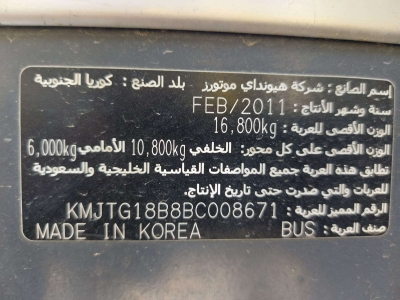 إسم الصانع : شركة هيونداي موتورز بلد الصنع : كوريا الجنوبية
سنة وشهر الأنتاج : FEB/2011
الوزن الأقصى للعربة : 16,800kg
الوزن الأقصى على كل محور: الخلفي 10,800kg الأمامي 6,000kg
تطابق هذة العربة جميع المواصفات القياسية الخليجية والسعودية
للعربات والتي صدرت حتى تاريخ الإنتاج.
الرقم المميز للعربة : KMJTG18B8BC008671
صنف العربة : BUS MADE IN KOREA